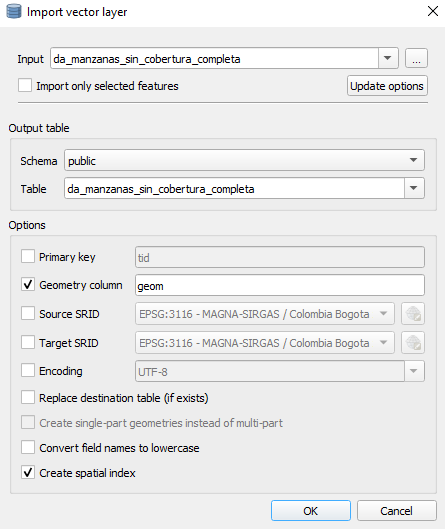 Import vector layer
Input da_manzanas_sin_cobertura_completa ...
Import only selected features Update options
Output table
Schema public
Table da_manzanas_sin_cobertura_completa
Options
Primary key tid
Geometry column geom
Source SRID EPSG:3116 - MAGNA-SIRGAS / Colombia Bogota
Target SRID EPSG:3116 - MAGNA-SIRGAS / Colombia Bogota
Encoding UTF-8
Replace destination table (if exists)
Create single-part geometries instead of multi-part
Convert field names to lowercase
Create spatial index
OK Cancel